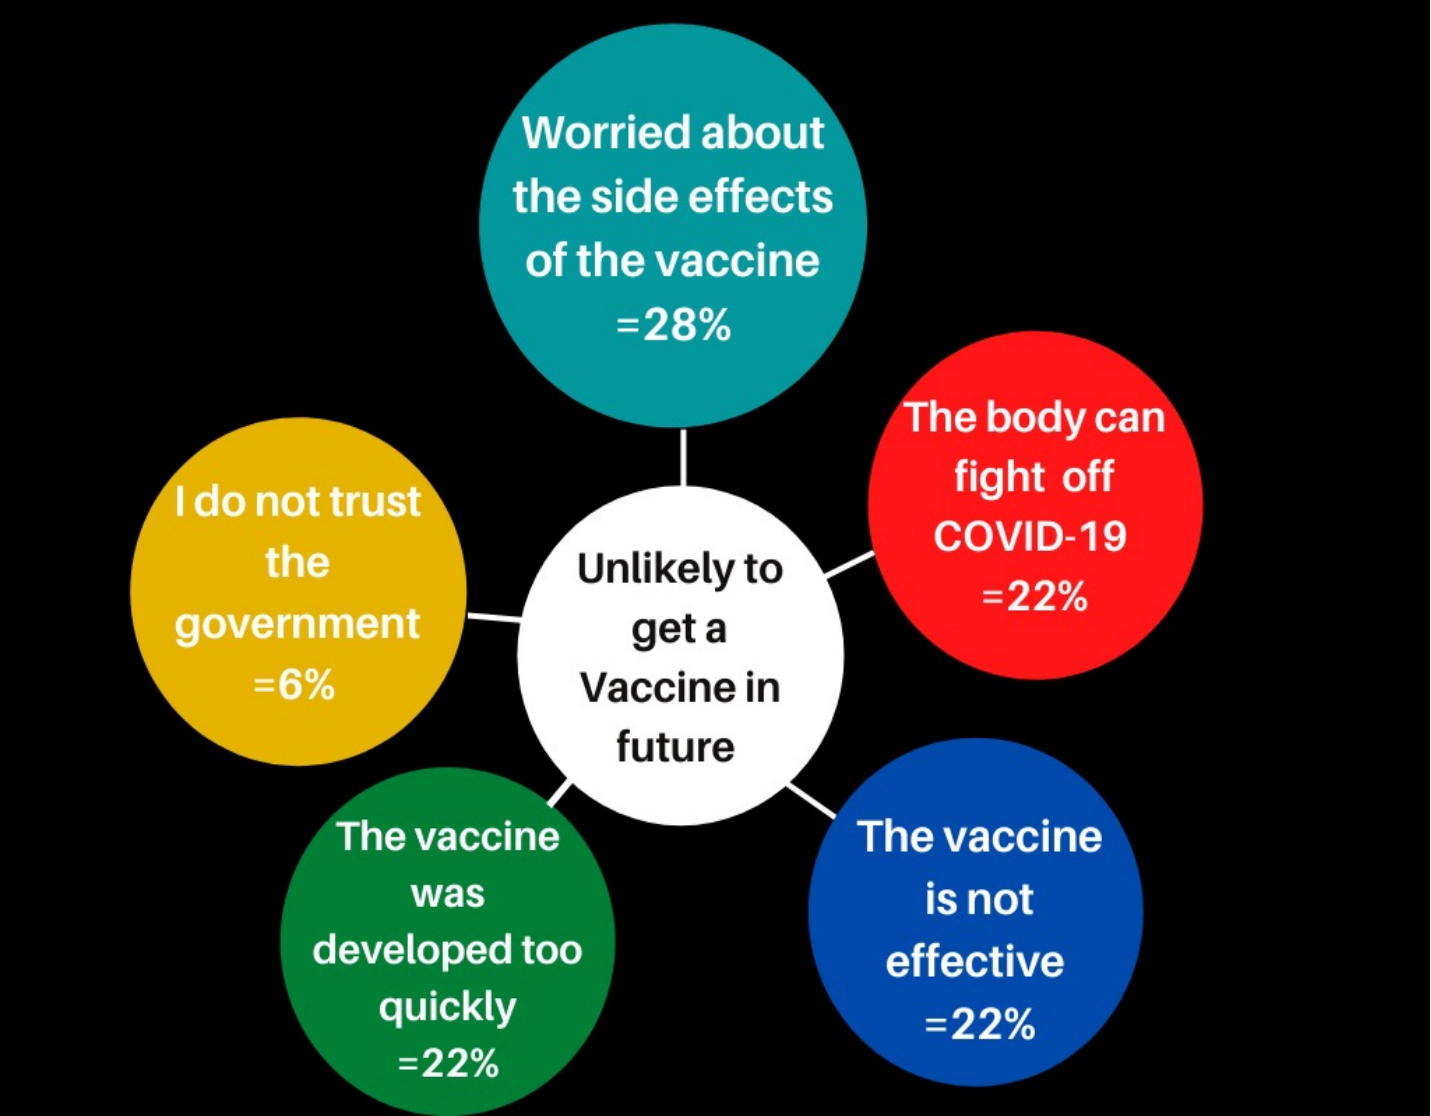 Worried about
the side effects
of the vaccine
=28%
The body can
fight off
COVID-19
=22%
I do not trust
the
government
=6%
Unlikely to
get a
Vaccine in
future
The vaccine
was
developed too
quickly
=22%
The vaccine
is not
effective
=22%